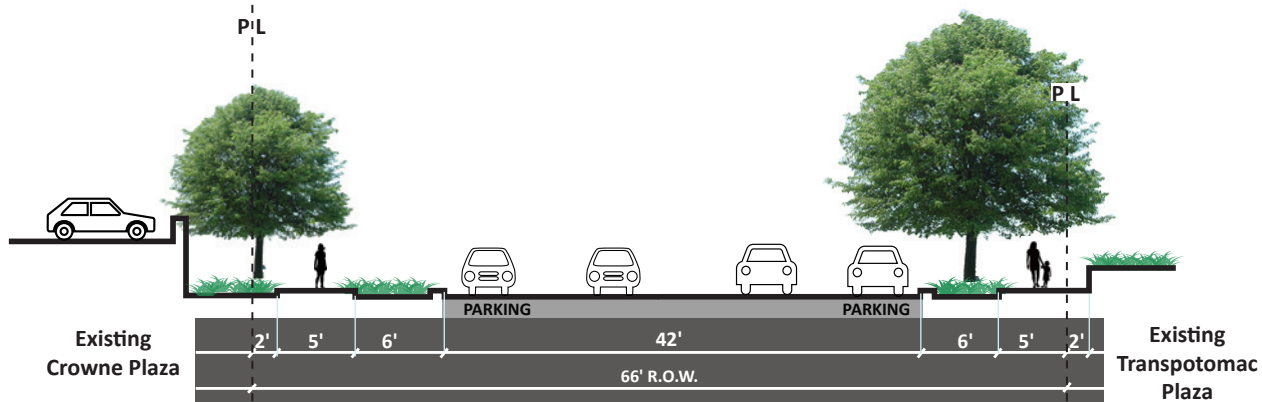 P L
P L
PARKING
PARKING
Existing
Crowne Plaza
2' 5' 6' 42' 6' 5' 2'
66' R.O.W.
Existing
Transpotomac
Plaza